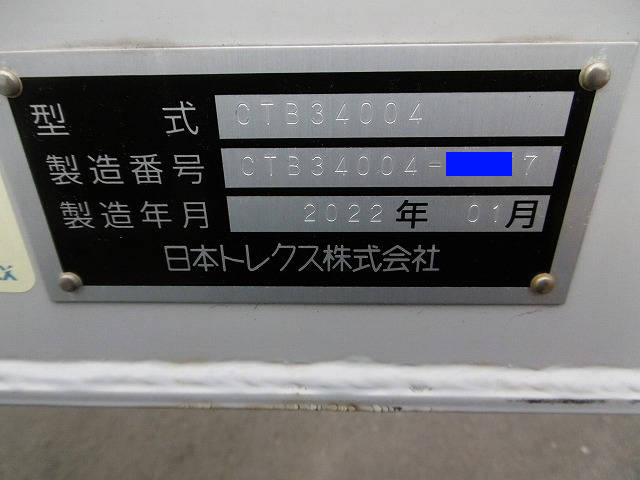 型式 CTB34004
製造番号 CTB34004- 7
製造年月 2022年 01月
日本トレクス株式会社